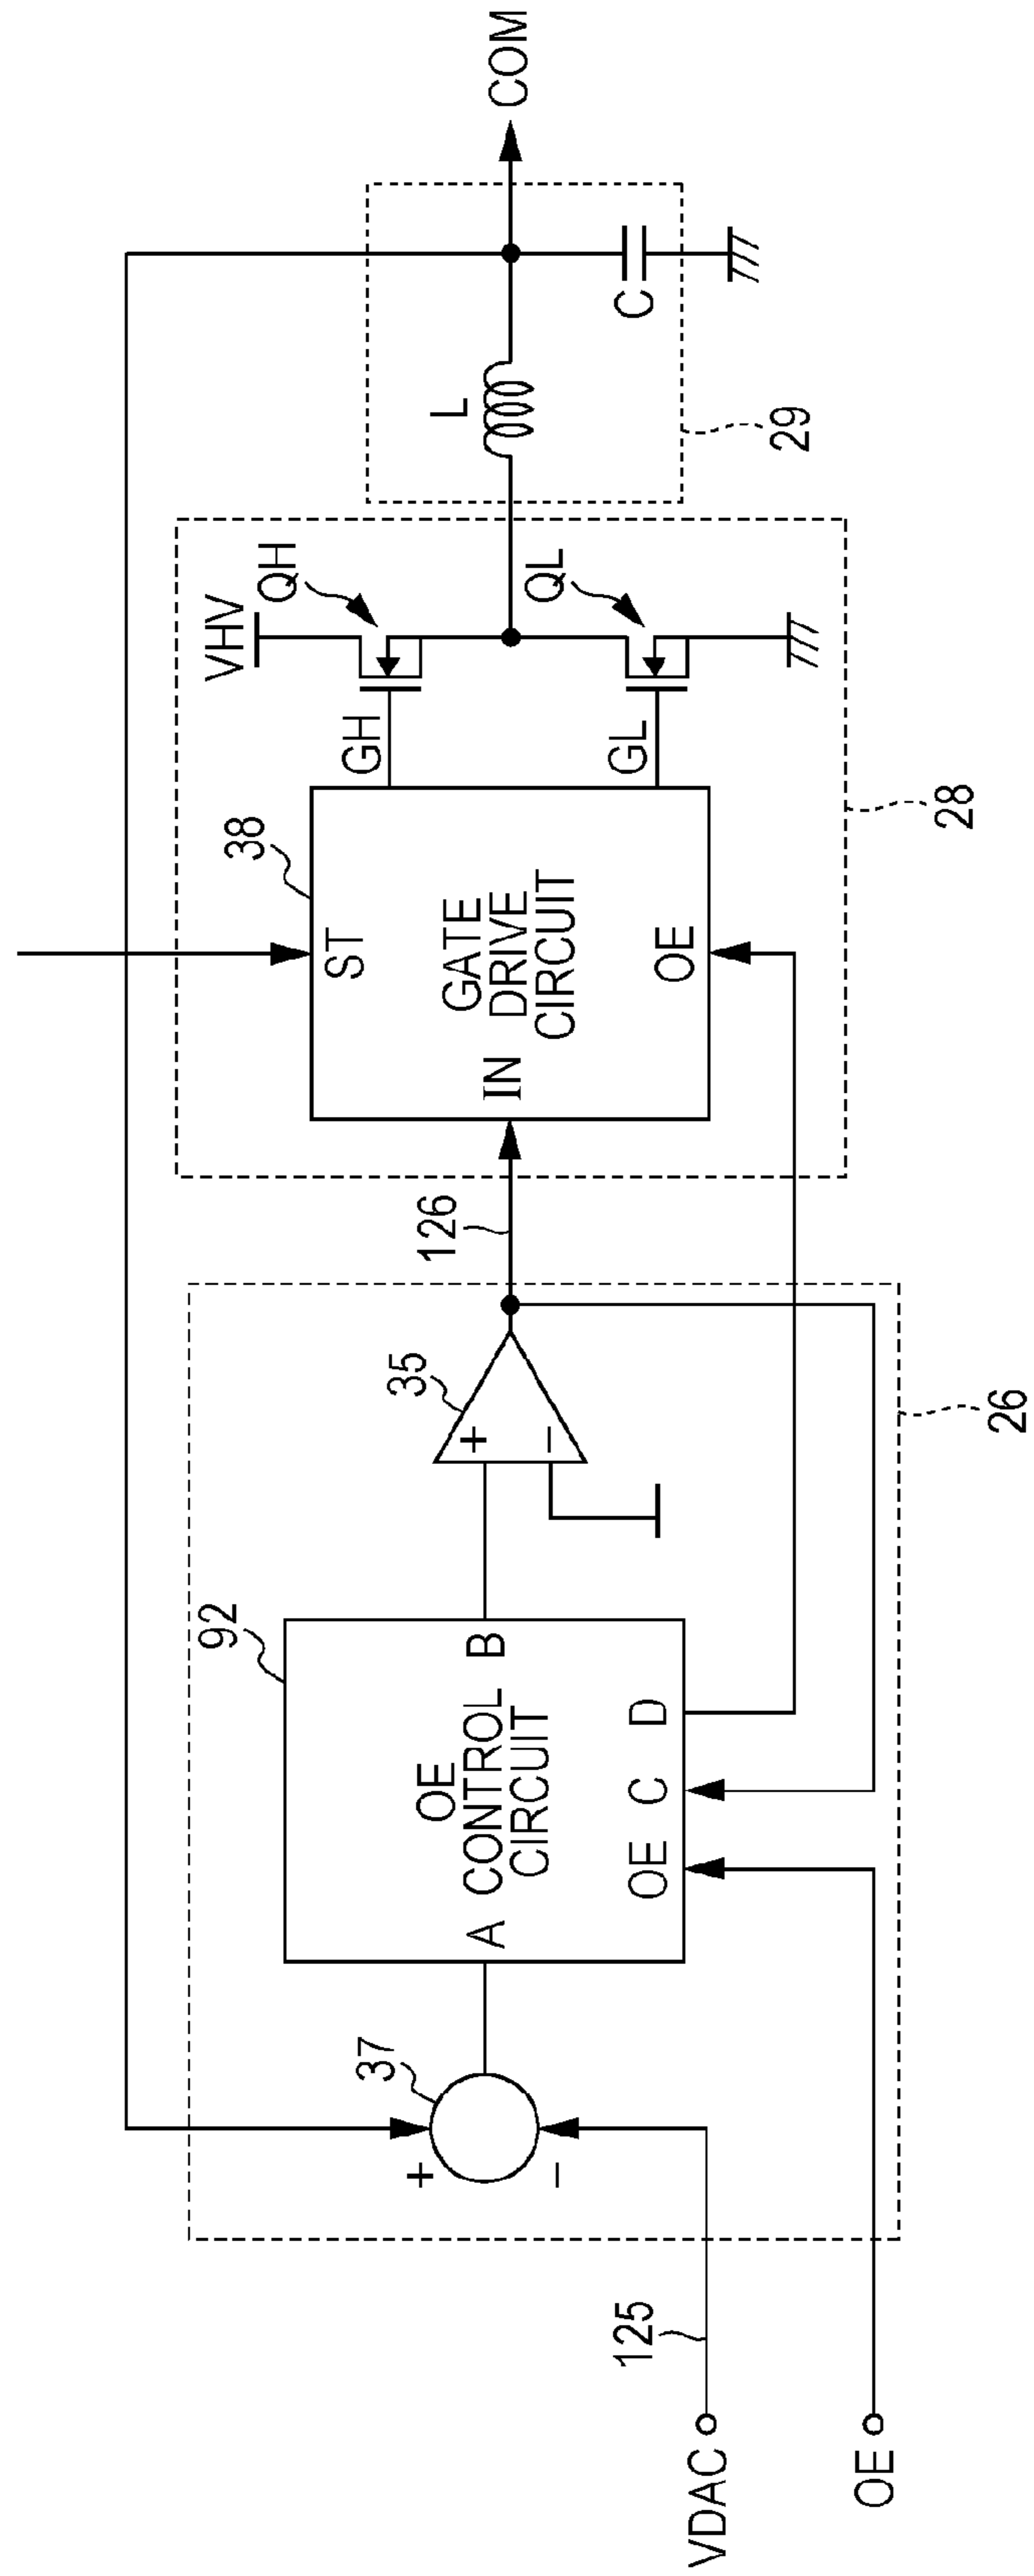 VDAC
OE
125
37
+
−
92
A
OE
CONTROL
CIRCUIT
B
OE
C
D
35
+
−
26
126
38
ST
IN
GATE
DRIVE
CIRCUIT
OE
GH
GL
VHV
QH
QL
28
L
C
29
COM